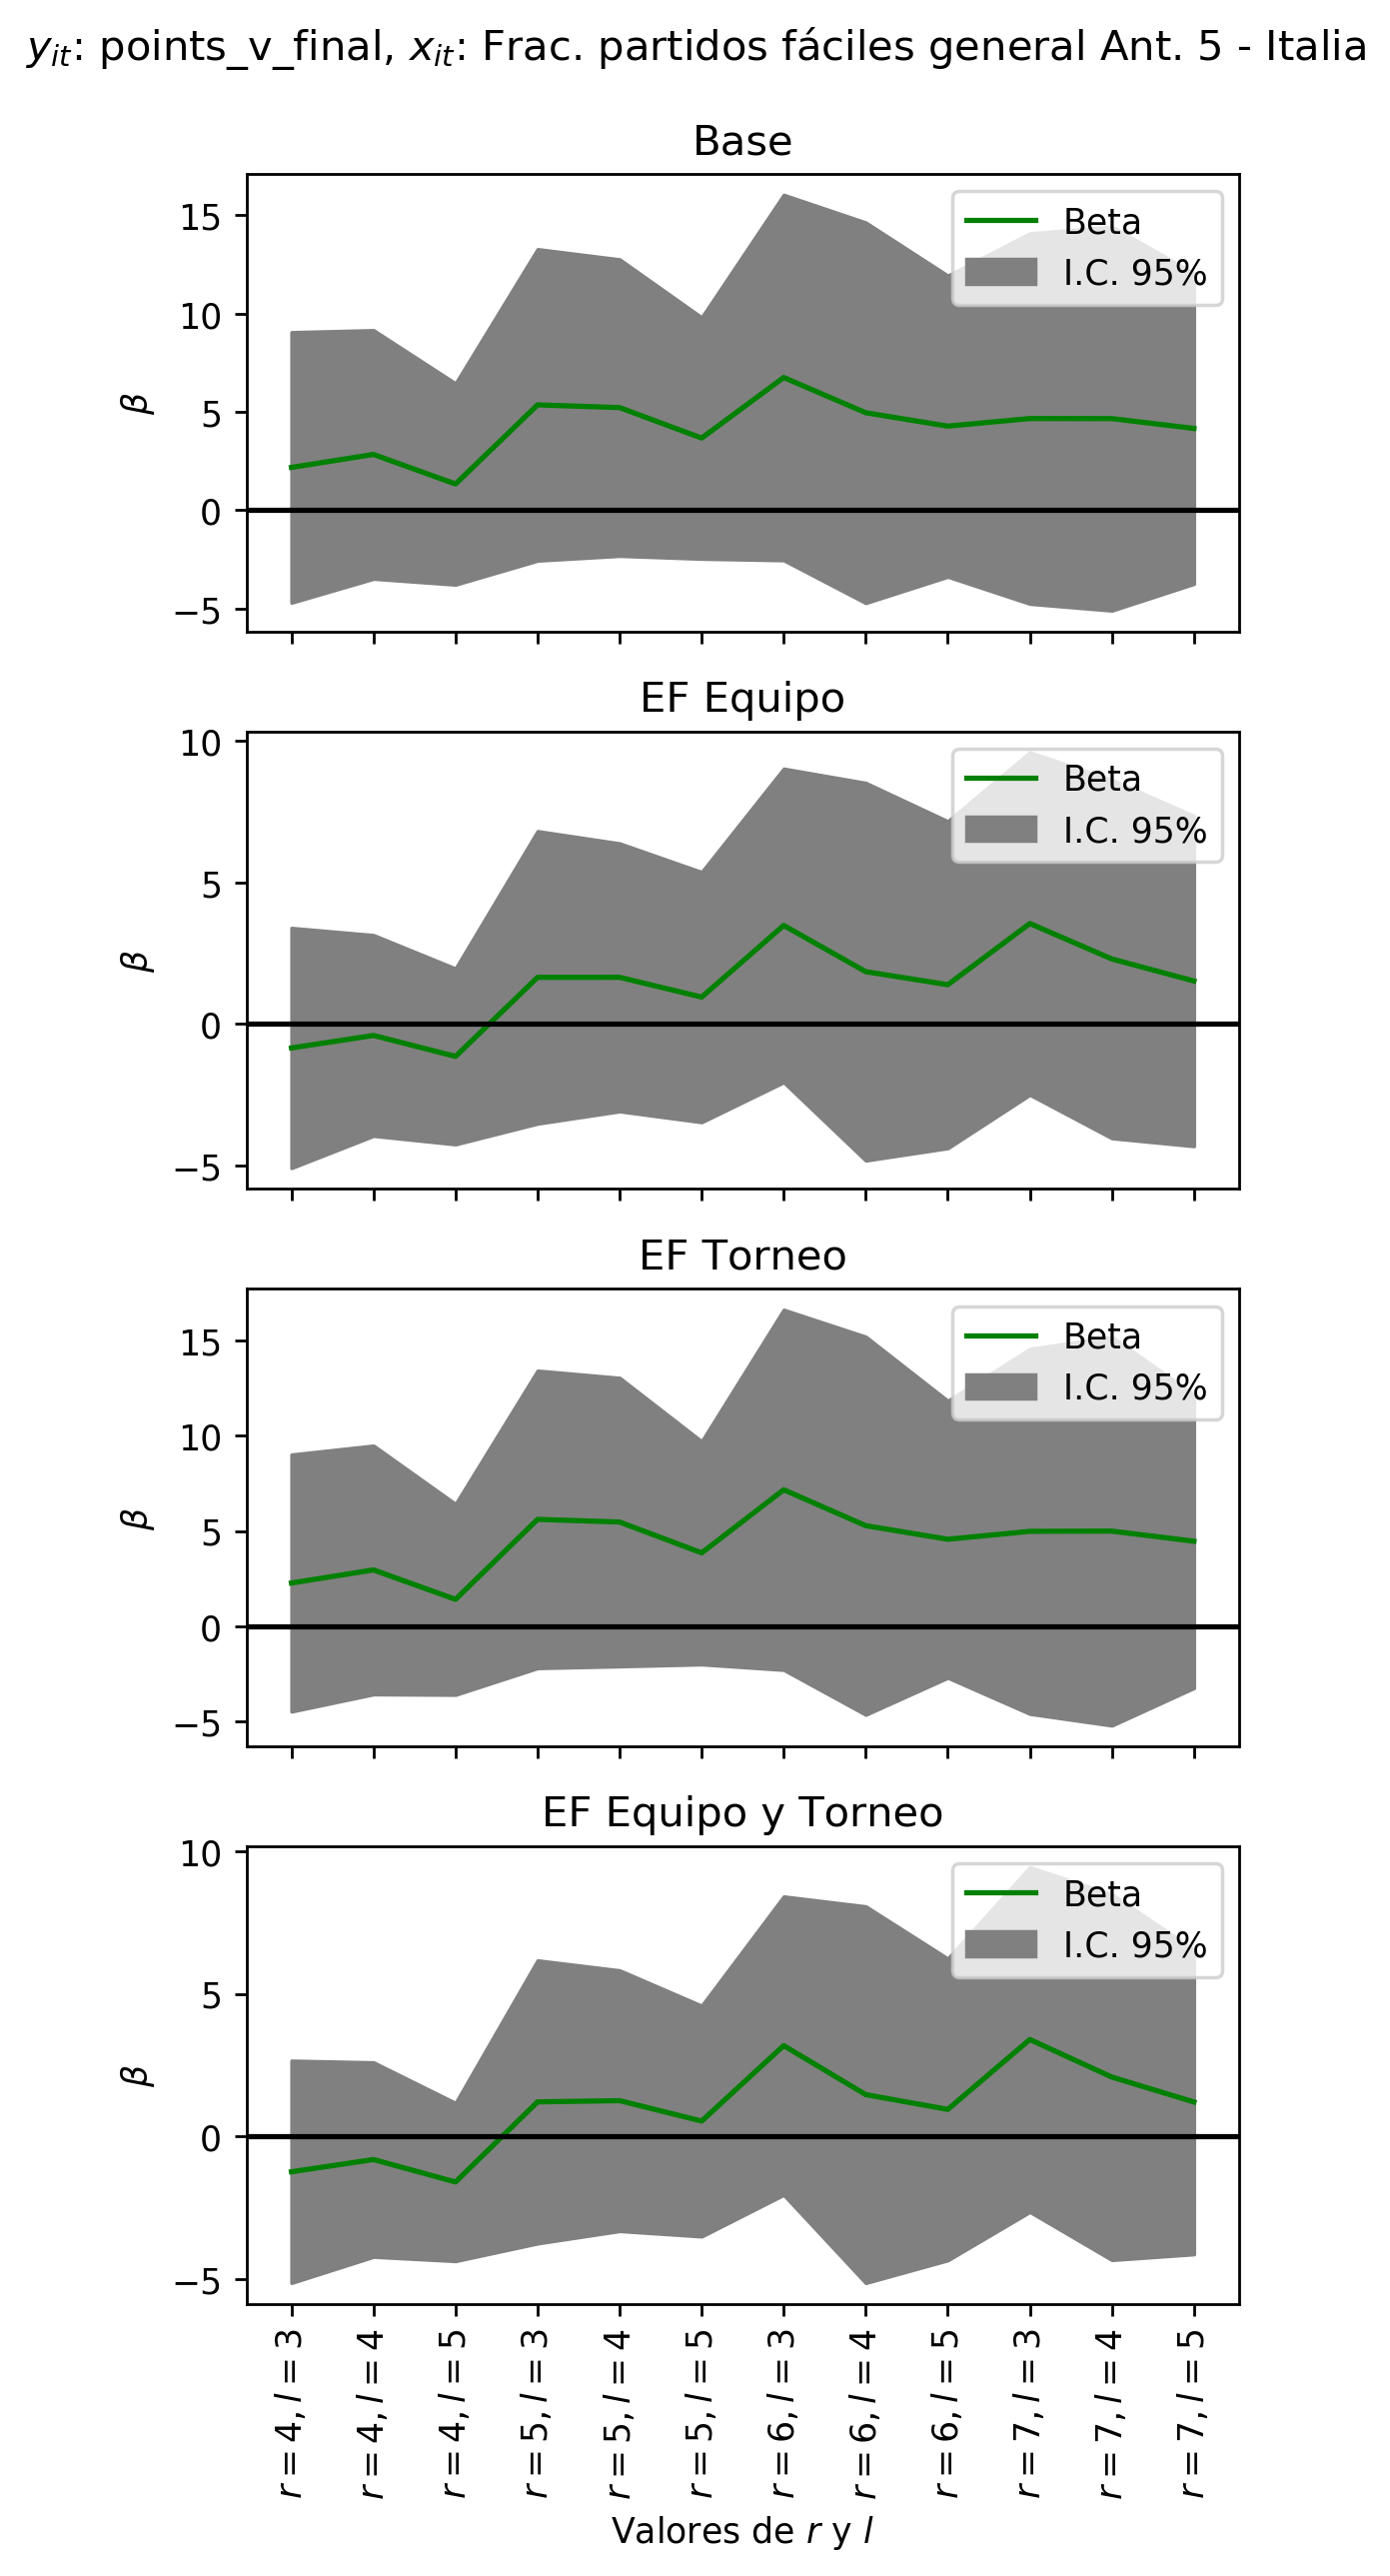 y_it: points_v_final, x_it: Frac. partidos fáciles general Ant. 5 - Italia
Base
15
10
5
0
−5
β
Beta
I.C. 95%
EF Equipo
10
5
0
−5
β
Beta
I.C. 95%
EF Torneo
15
10
5
0
−5
β
Beta
I.C. 95%
EF Equipo y Torneo
10
5
0
−5
β
Beta
I.C. 95%
r = 4, l = 3
r = 4, l = 4
r = 4, l = 5
r = 5, l = 3
r = 5, l = 4
r = 5, l = 5
r = 6, l = 3
r = 6, l = 4
r = 6, l = 5
r = 7, l = 3
r = 7, l = 4
r = 7, l = 5
Valores de r y l